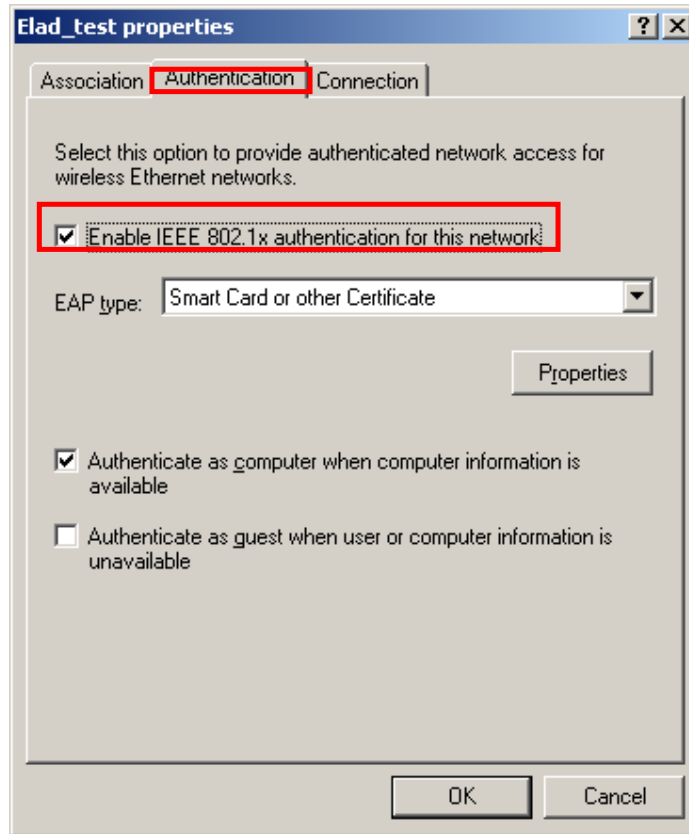 Elad_test properties
Association Authentication Connection
Select this option to provide authenticated network access for
wireless Ethernet networks.
Enable IEEE 802.1x authentication for this network
EAP type: Smart Card or other Certificate
Properties
Authenticate as computer when computer information is
available
Authenticate as guest when user or computer information is
unavailable
OK Cancel